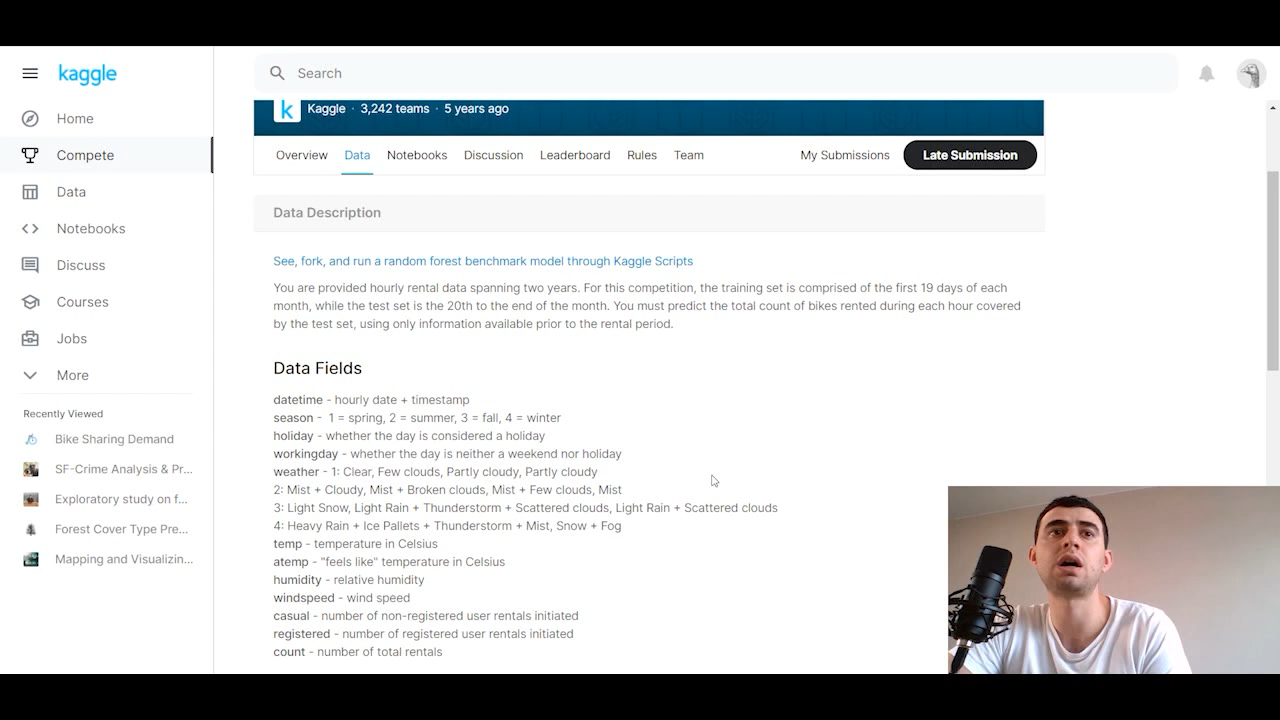 kaggle
Search
Home
Compete
Data
Notebooks
Discuss
Courses
Jobs
More
Recently Viewed
Bike Sharing Demand
SF-Crime Analysis & Pr...
Exploratory study on f...
Forest Cover Type Pre...
Mapping and Visualizin...
k
Kaggle · 3,242 teams · 5 years ago
Overview Data Notebooks Discussion Leaderboard Rules Team My Submissions Late Submission
Data Description
See, fork, and run a random forest benchmark model through Kaggle Scripts
You are provided hourly rental data spanning two years. For this competition, the training set is comprised of the first 19 days of each
month, while the test set is the 20th to the end of the month. You must predict the total count of bikes rented during each hour covered
by the test set, using only information available prior to the rental period.
Data Fields
datetime - hourly date + timestamp
season - 1 = spring, 2 = summer, 3 = fall, 4 = winter
holiday - whether the day is considered a holiday
workingday - whether the day is neither a weekend nor holiday
weather - 1: Clear, Few clouds, Partly cloudy, Partly cloudy
2: Mist + Cloudy, Mist + Broken clouds, Mist + Few clouds, Mist
3: Light Snow, Light Rain + Thunderstorm + Scattered clouds, Light Rain + Scattered clouds
4: Heavy Rain + Ice Pallets + Thunderstorm + Mist, Snow + Fog
temp - temperature in Celsius
atemp - "feels like" temperature in Celsius
humidity - relative humidity
windspeed - wind speed
casual - number of non-registered user rentals initiated
registered - number of registered user rentals initiated
count - number of total rentals